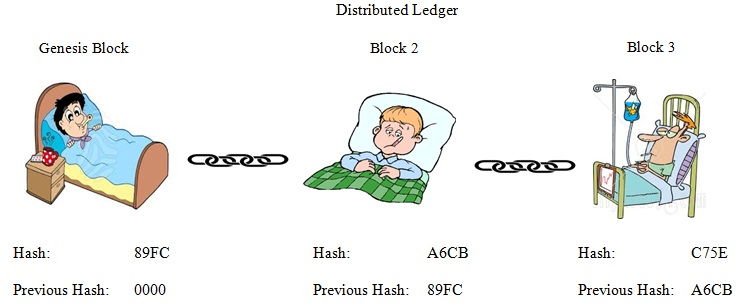 Distributed Ledger
Genesis Block
Block 2
Block 3
Hash: 89FC
Hash: A6CB
Hash: C75E
Previous Hash: 0000
Previous Hash: 89FC
Previous Hash: A6CB